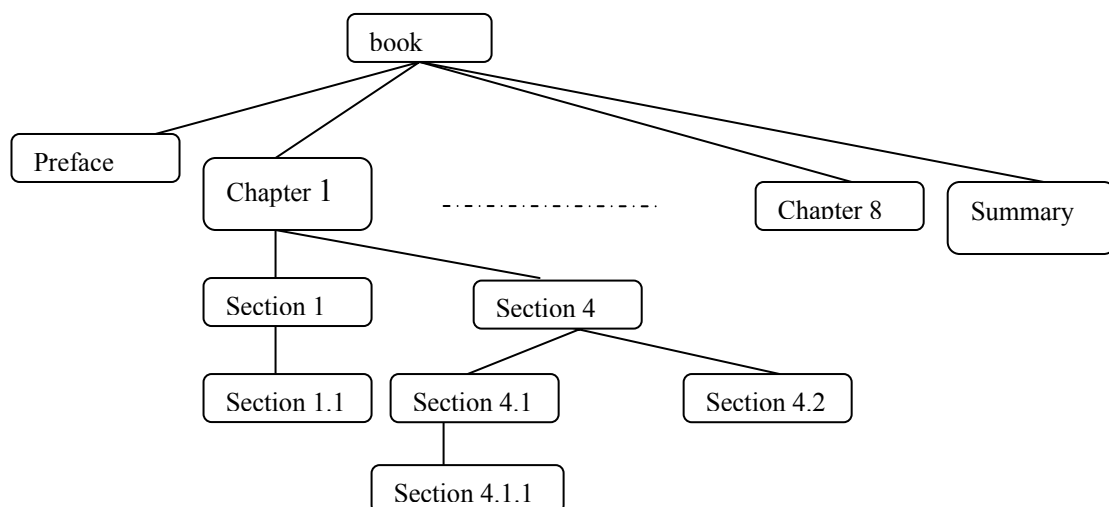 book
Preface
Chapter 1
Chapter 8
Summary
Section 1
Section 4
Section 1.1
Section 4.1
Section 4.2
Section 4.1.1